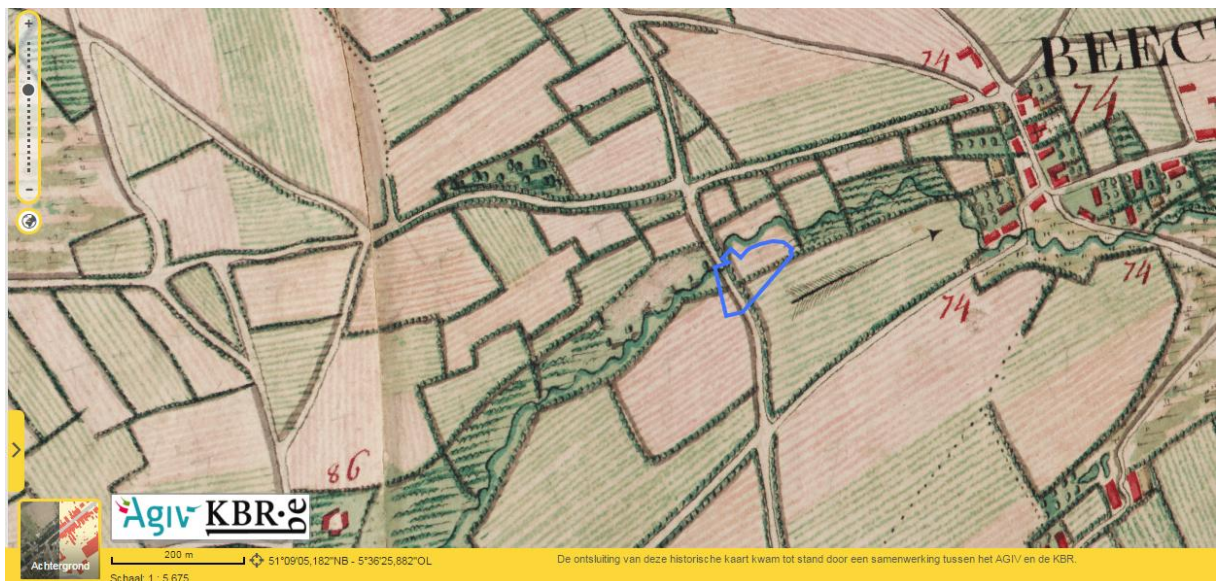 74
BEECT
74
74
74
86
Agiv KBR.be
Achtergrond
200 m
51°09'05,182"NB - 5°36'25,882"OL
De ontsluiting van deze historische kaart kwam tot stand door een samenwerking tussen het AGIV en de KBR.
Schaal: 1 : 5.675